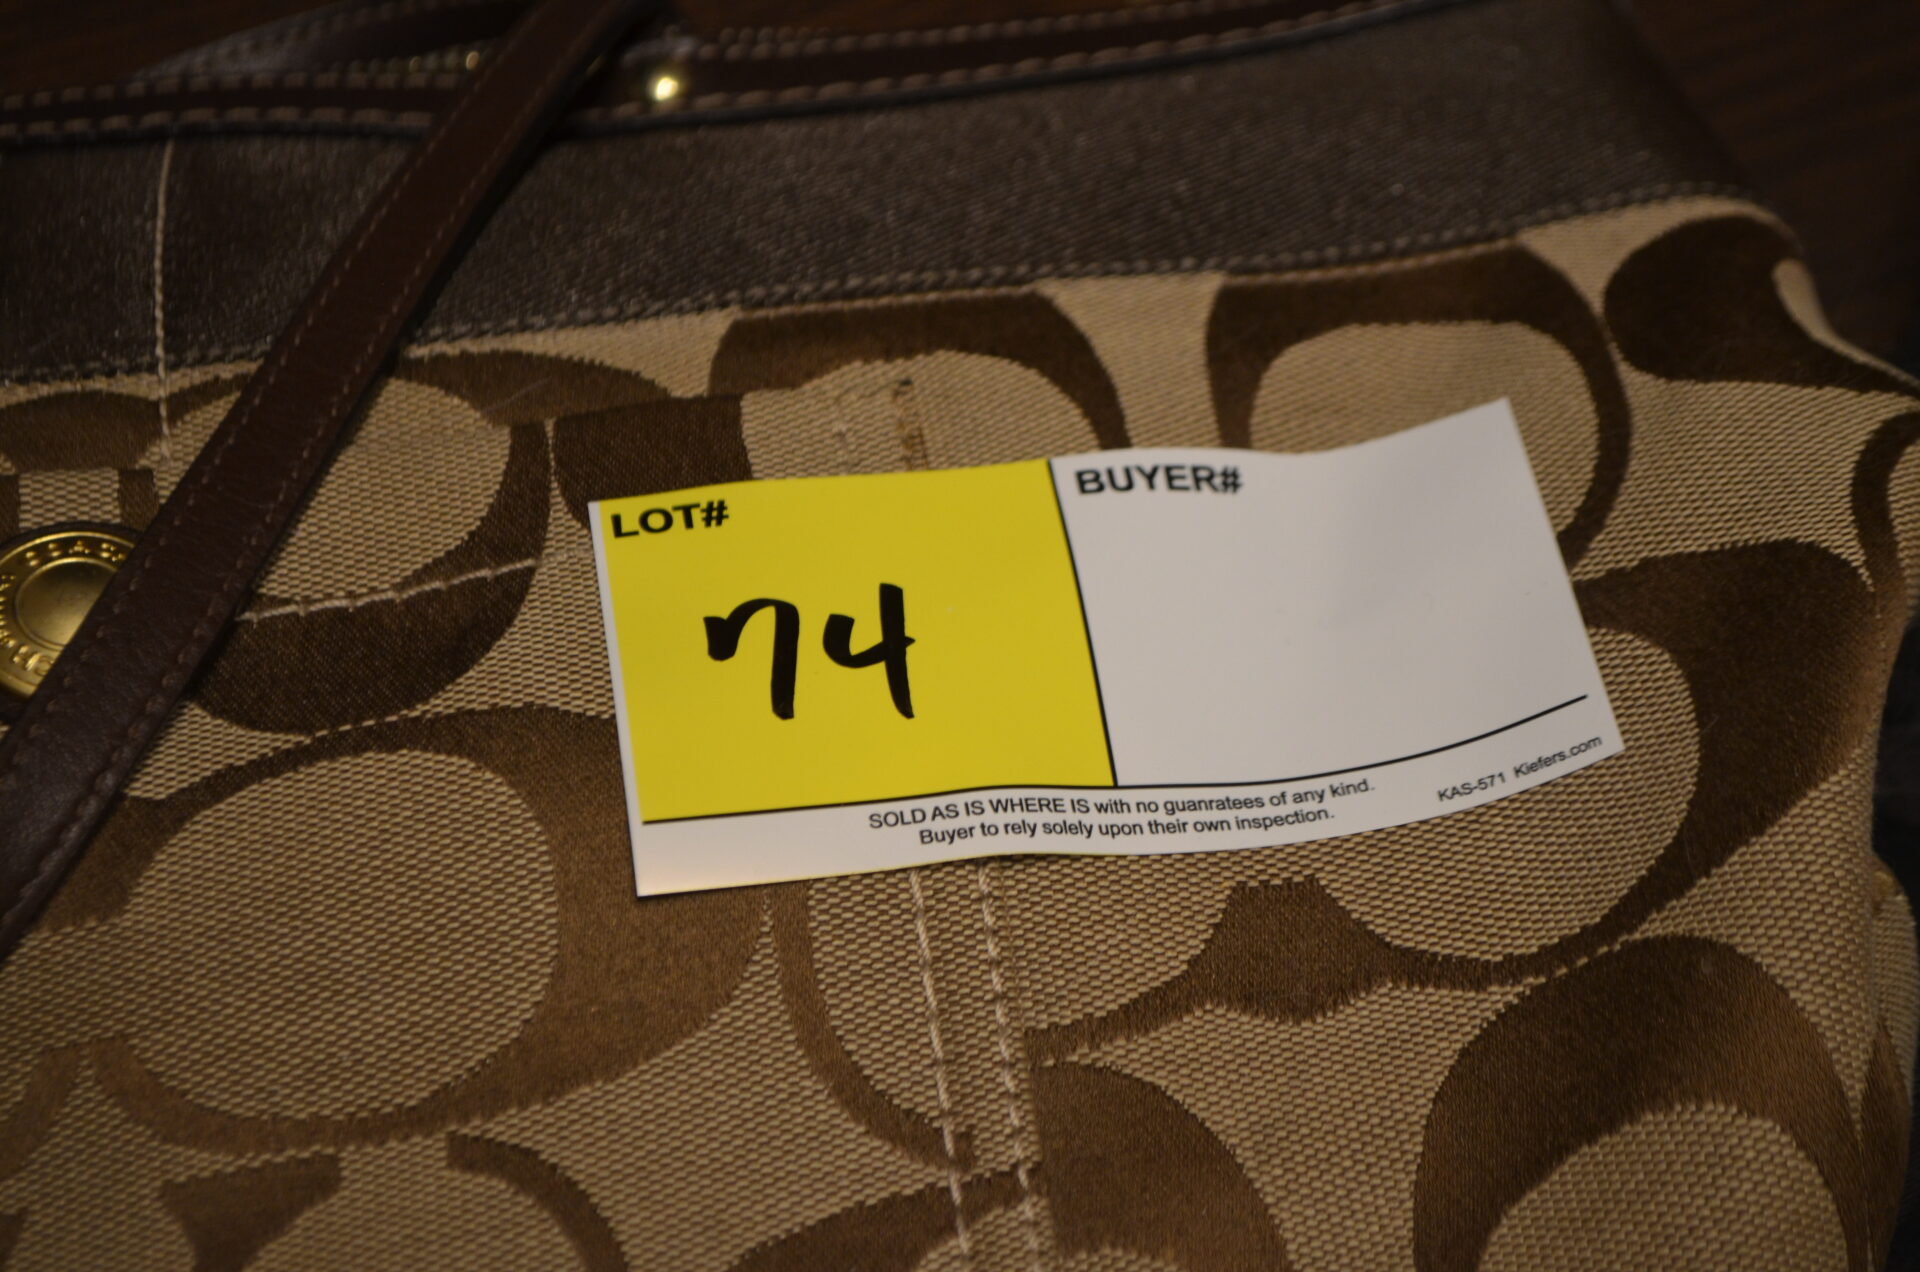 COACH
LOT#
BUYER#
74
SOLD AS IS WHERE IS with no guanratees of any kind.
Buyer to rely solely upon their own inspection.
KAS-571 Kiefers.com